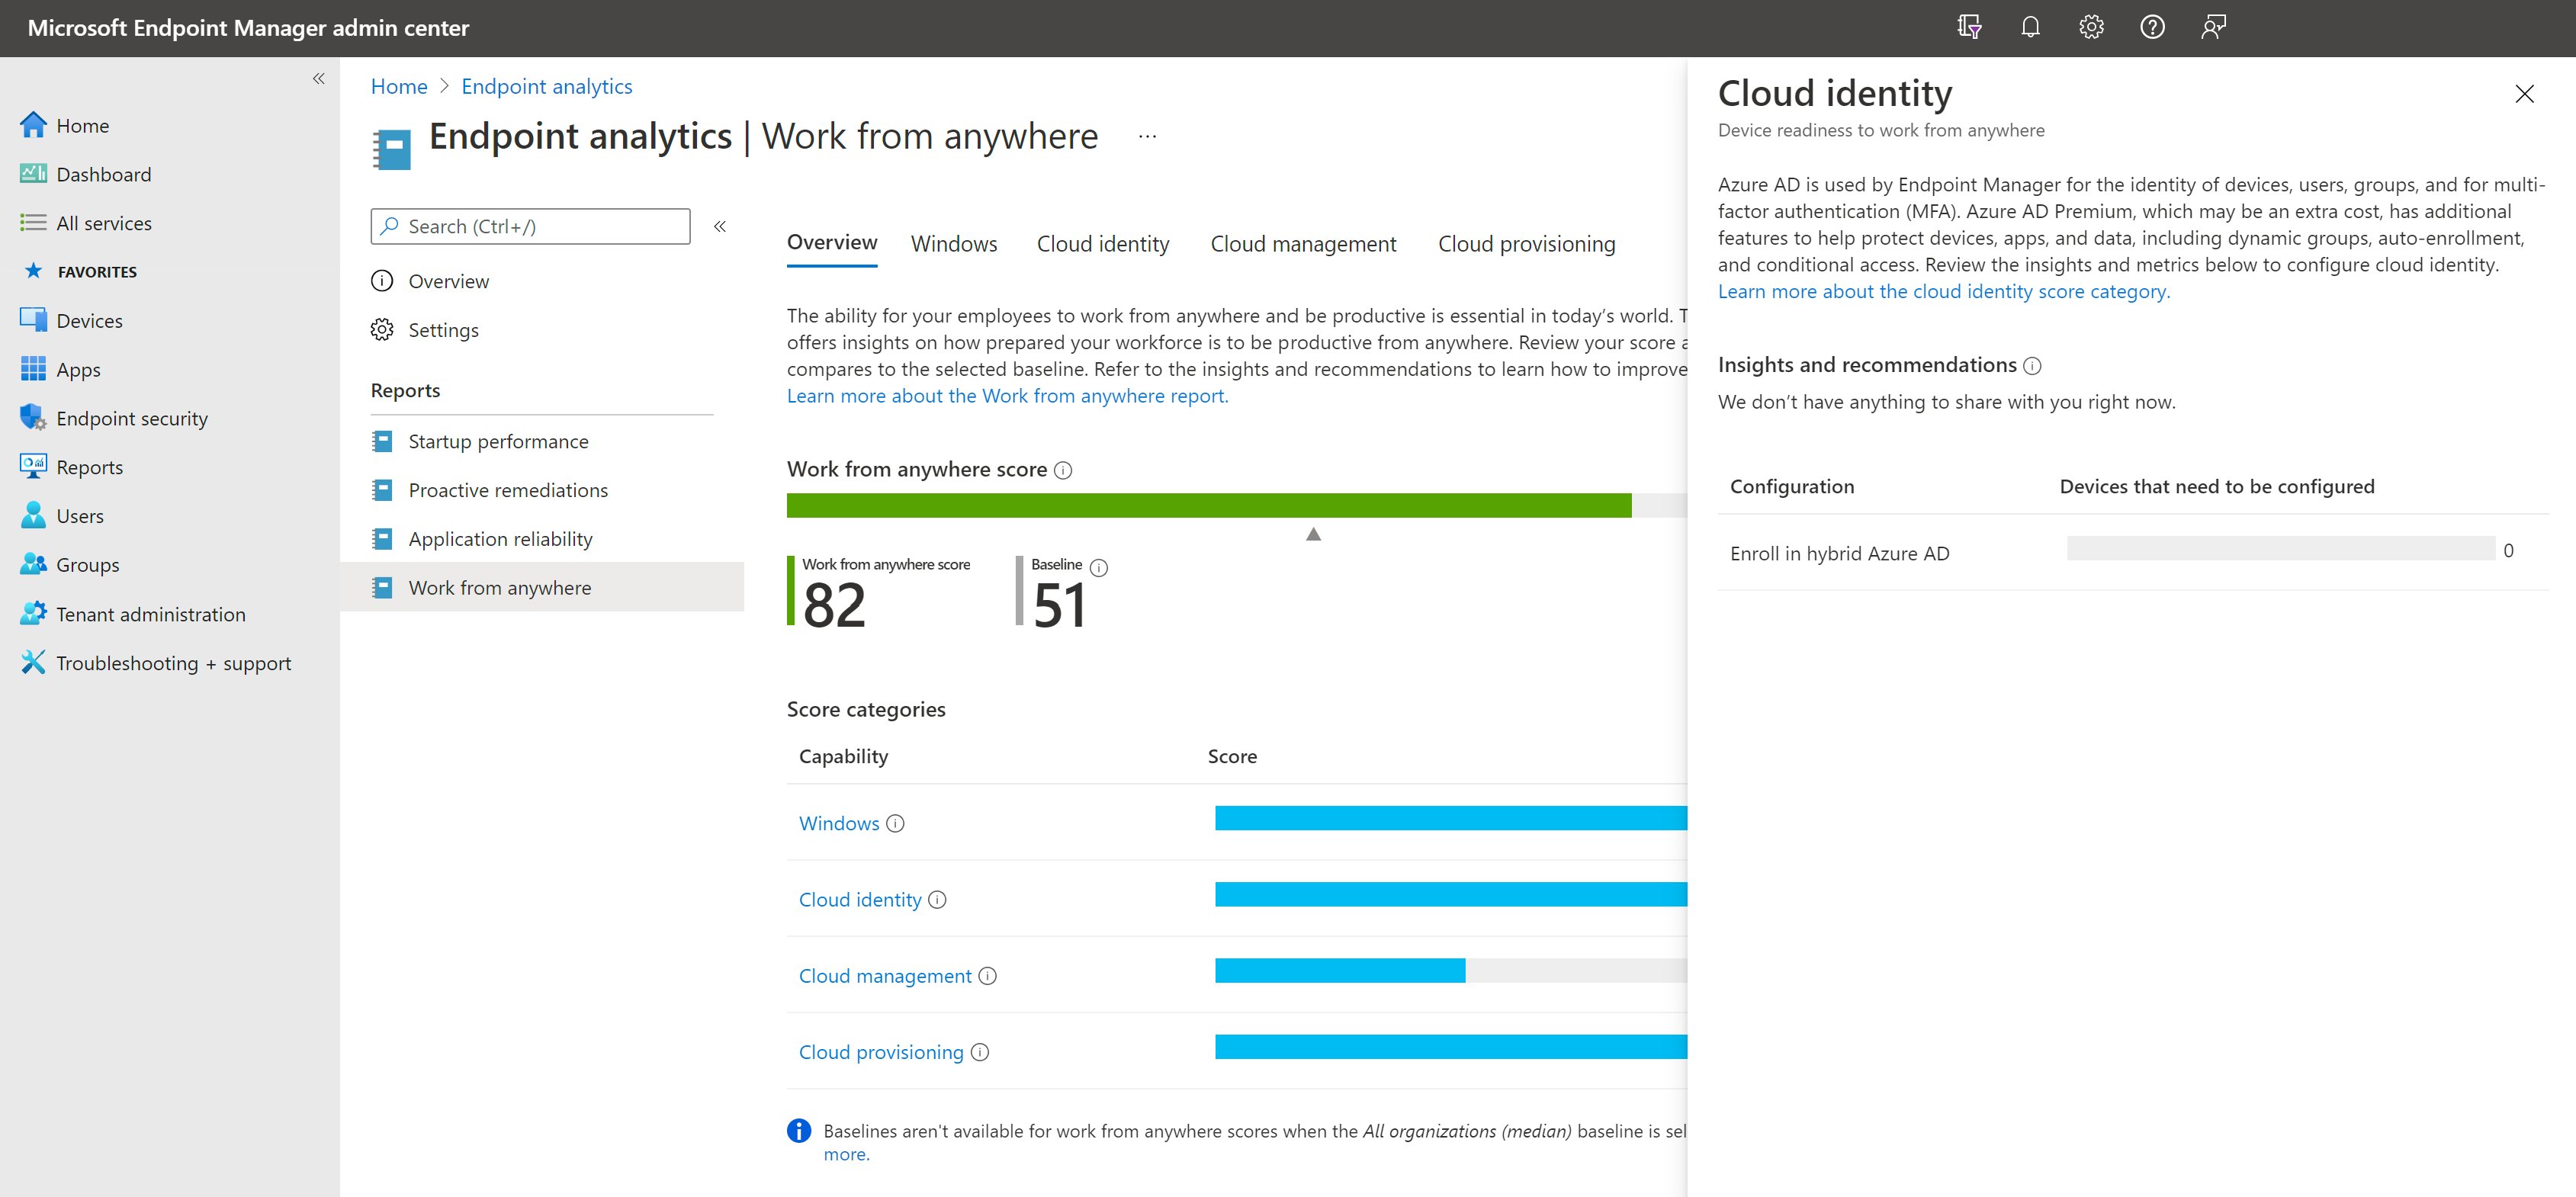 Microsoft Endpoint Manager admin center
Home
Dashboard
All services
FAVORITES
Devices
Apps
Endpoint security
Reports
Users
Groups
Tenant administration
Troubleshooting + support
Home > Endpoint analytics
Endpoint analytics | Work from anywhere ...
Search (Ctrl+/)
Overview
Settings
Reports
Startup performance
Proactive remediations
Application reliability
Work from anywhere
Overview Windows Cloud identity Cloud management Cloud provisioning
The ability for your employees to work from anywhere and be productive is essential in today’s world. T
offers insights on how prepared your workforce is to be productive from anywhere. Review your score a
compares to the selected baseline. Refer to the insights and recommendations to learn how to improve
Learn more about the Work from anywhere report.
Work from anywhere score
Work from anywhere score
82
Baseline
51
Score categories
Capability Score
Windows
Cloud identity
Cloud management
Cloud provisioning
Baselines aren't available for work from anywhere scores when the All organizations (median) baseline is sel
more.
Cloud identity
Device readiness to work from anywhere
Azure AD is used by Endpoint Manager for the identity of devices, users, groups, and for multi-
factor authentication (MFA). Azure AD Premium, which may be an extra cost, has additional
features to help protect devices, apps, and data, including dynamic groups, auto-enrollment,
and conditional access. Review the insights and metrics below to configure cloud identity.
Learn more about the cloud identity score category.
Insights and recommendations
We don’t have anything to share with you right now.
Configuration Devices that need to be configured
Enroll in hybrid Azure AD 0